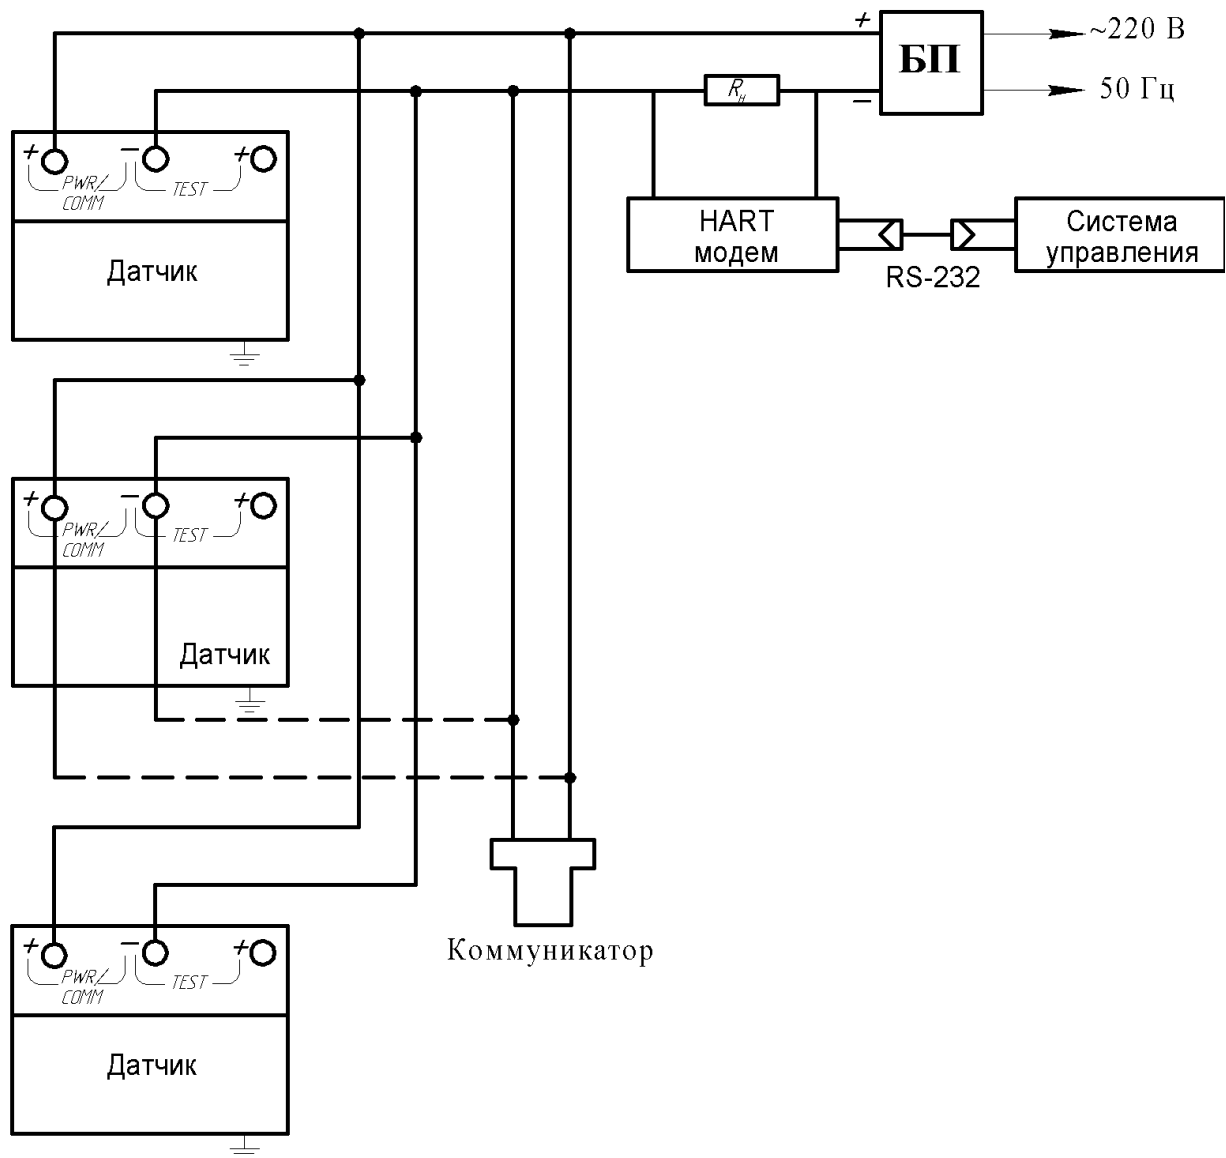 +
БП
~220 В
−
50 Гц
Rн
+
−
+
PWR/
COMM
TEST
Датчик
HART
модем
RS-232
Система
управления
+
−
+
PWR/
COMM
TEST
Датчик
+
−
+
PWR/
COMM
TEST
Датчик
Коммуникатор